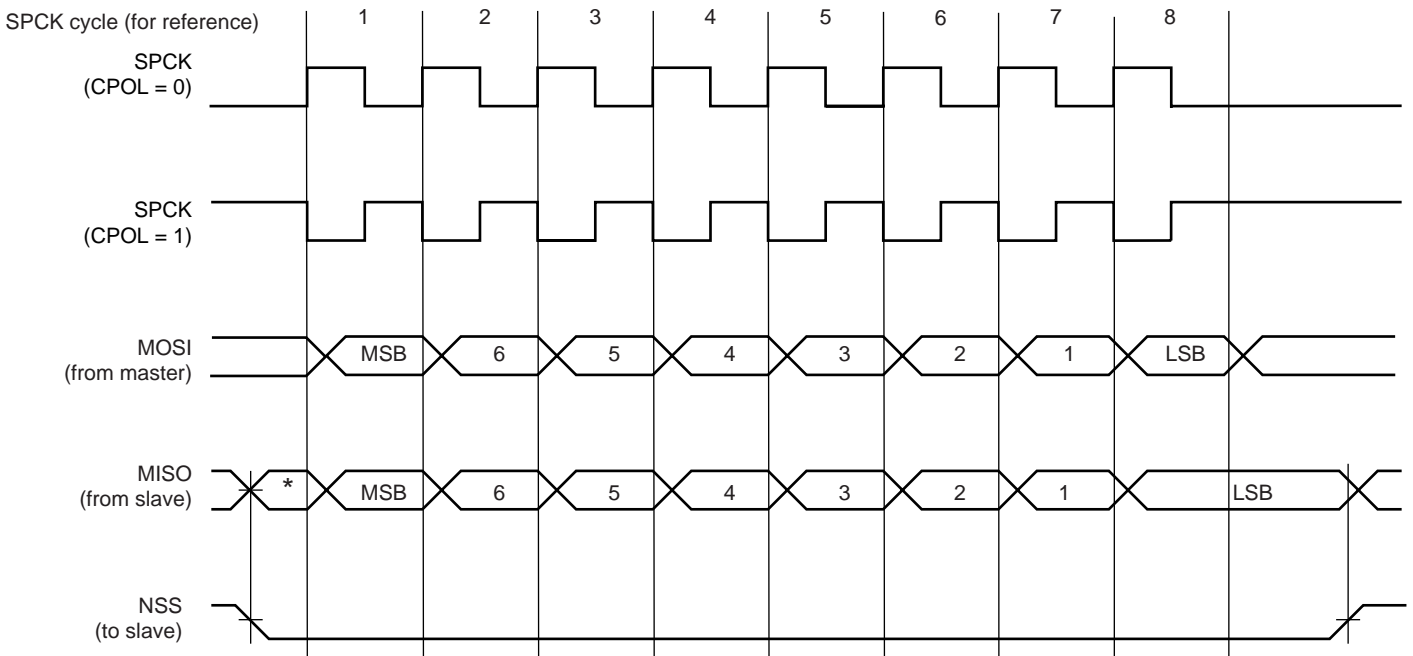 SPCK cycle (for reference) 1 2 3 4 5 6 7 8
SPCK
(CPOL = 0)
SPCK
(CPOL = 1)
MOSI
(from master)
MSB 6 5 4 3 2 1 LSB
MISO
(from slave)
* MSB 6 5 4 3 2 1 LSB
NSS
(to slave)